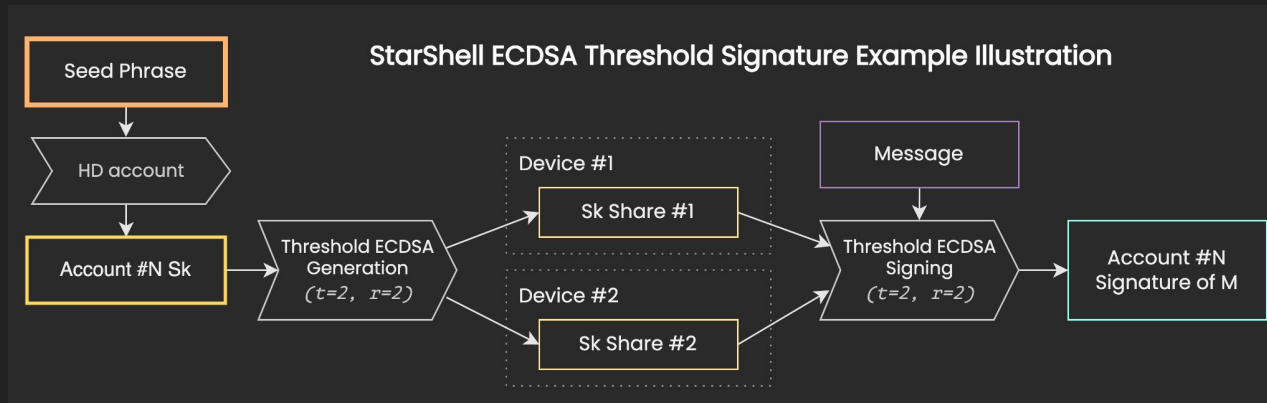 StarShell ECDSA Threshold Signature Example Illustration
Seed Phrase
HD account
Account #N Sk
Threshold ECDSA
Generation
(t=2, r=2)
Device #1
Sk Share #1
Device #2
Sk Share #2
Message
Threshold ECDSA
Signing
(t=2, r=2)
Account #N
Signature of M